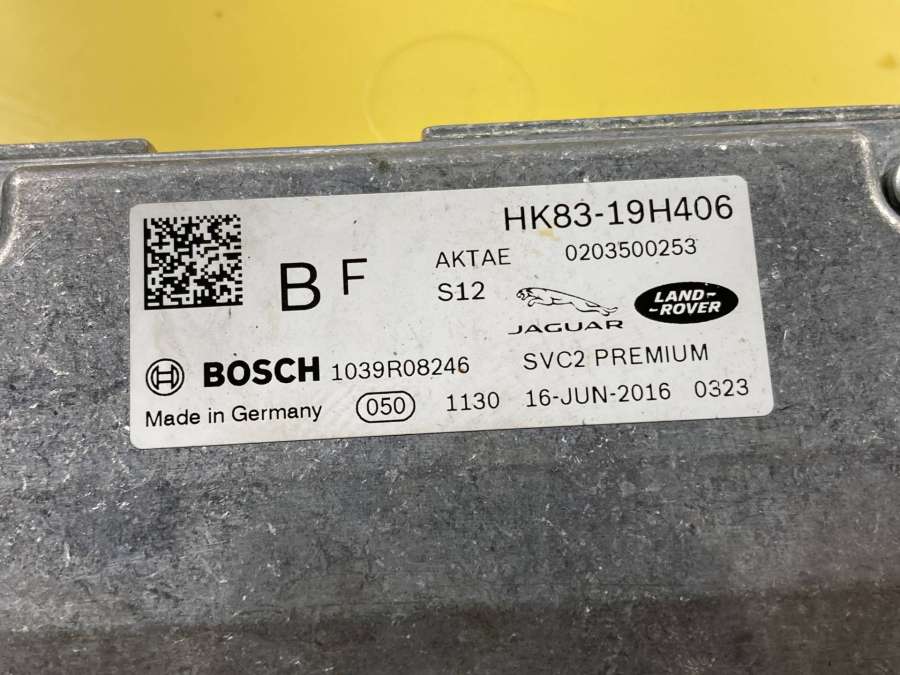 HK83-19H406
B F
AKTAE 0203500253
S12
JAGUAR
LAND-
-ROVER
BOSCH 1039R08246 SVC2 PREMIUM
Made in Germany 050 1130 16-JUN-2016 0323